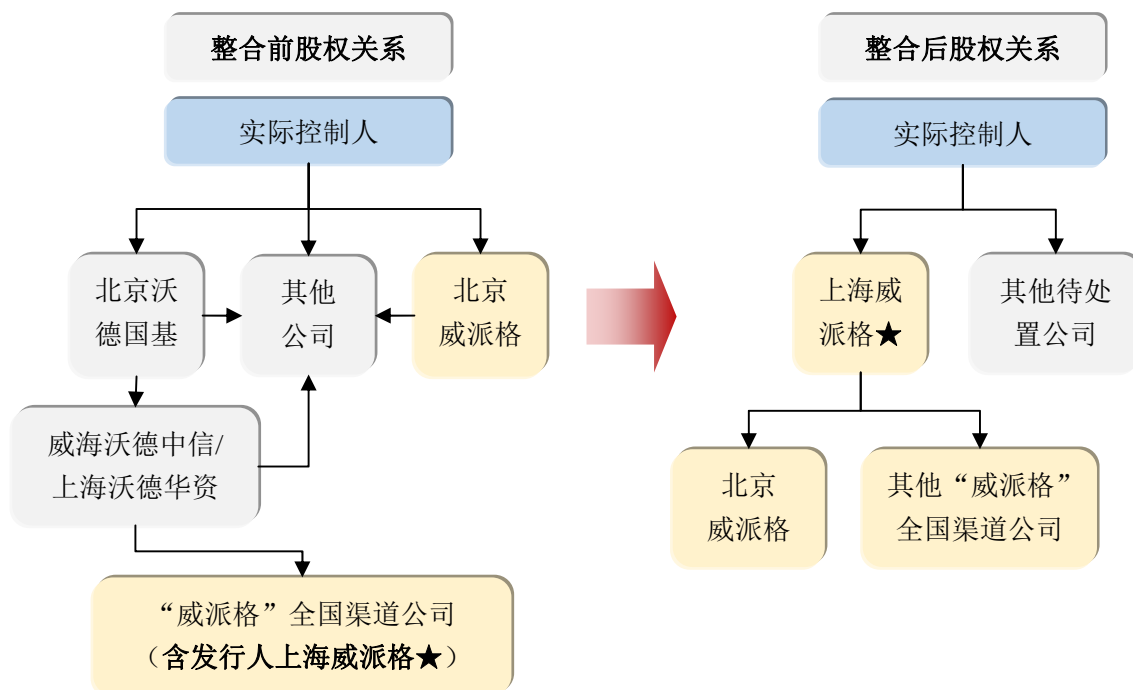 整合前股权关系
实际控制人
北京沃
德国基
其他
公司
北京
威派格
威海沃德中信/
上海沃德华资
“威派格”全国渠道公司
（含发行人上海威派格★）
整合后股权关系
实际控制人
上海威
派格★
其他待处
置公司
北京
威派格
其他“威派格”
全国渠道公司